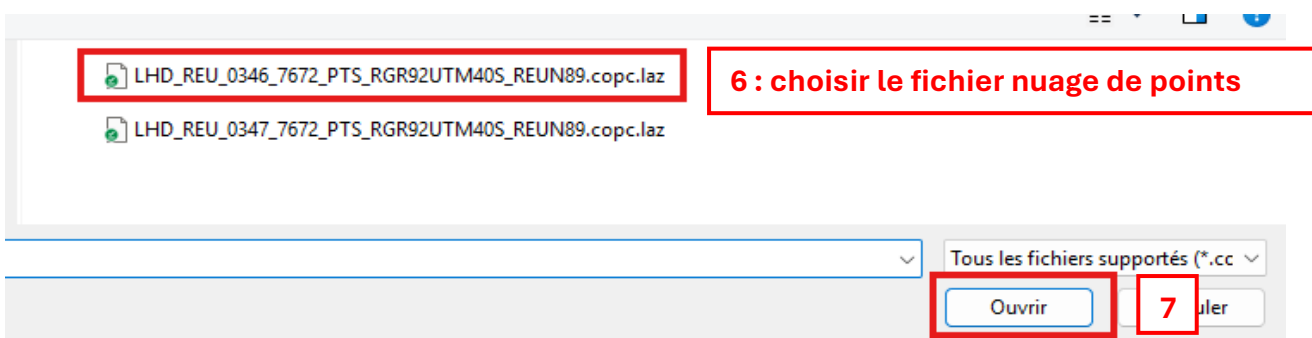 LHD_REU_0346_7672_PTS_RGR92UTM40S_REUN89.copc.laz
6 : choisir le fichier nuage de points
LHD_REU_0347_7672_PTS_RGR92UTM40S_REUN89.copc.laz
Tous les fichiers supportés (*.cc
Ouvrir
7
uler